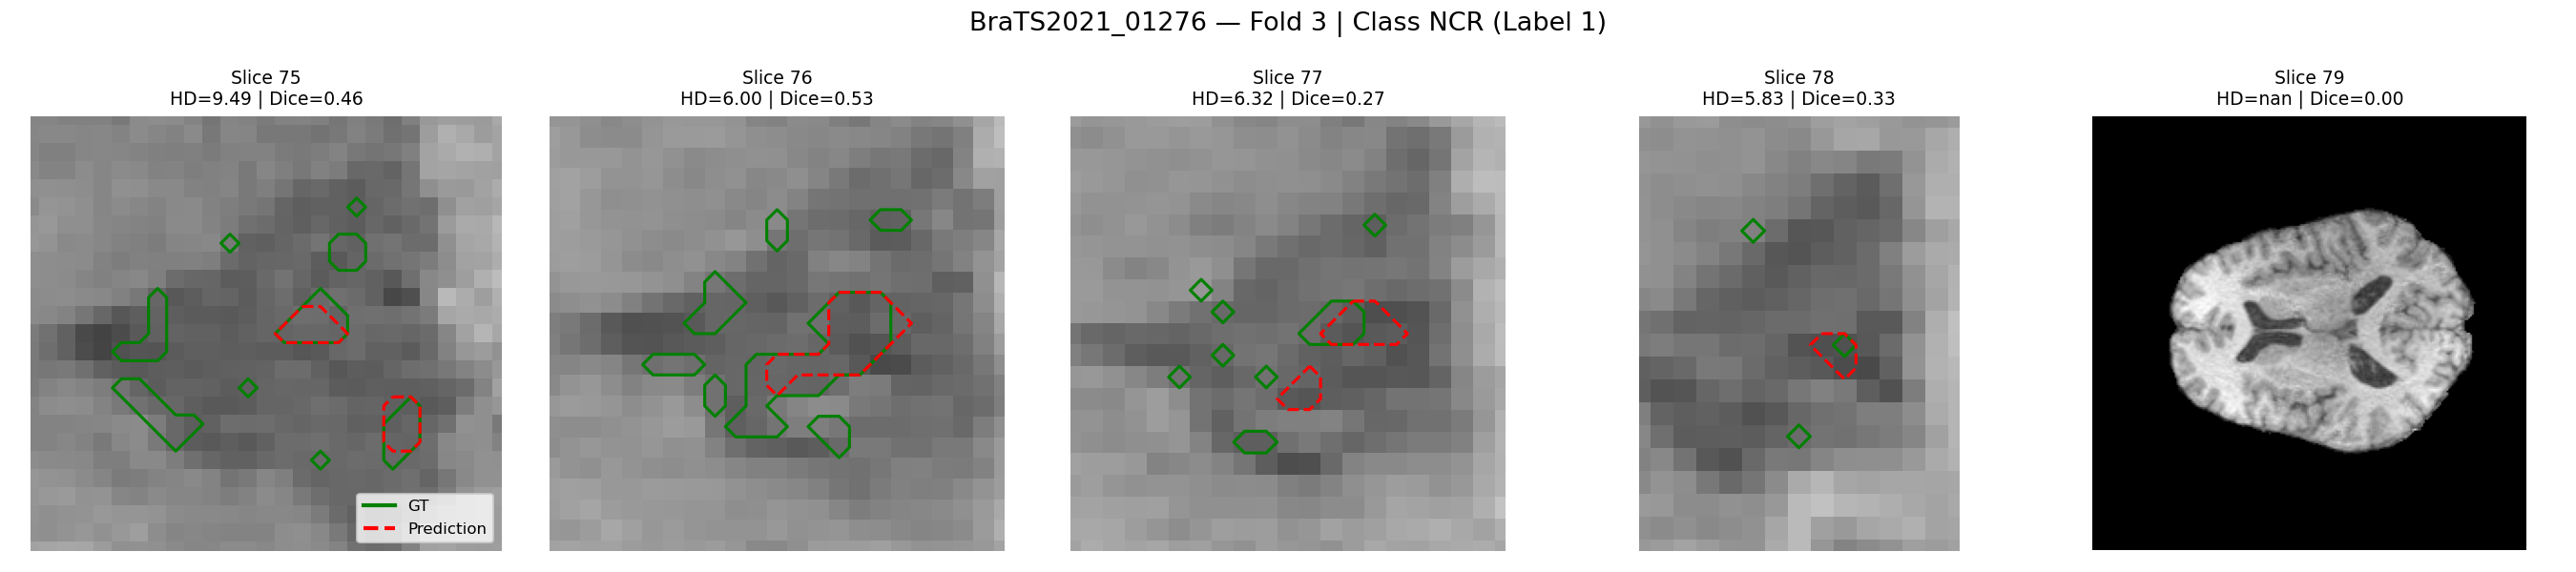 BraTS2021_01276 — Fold 3 | Class NCR (Label 1)
Slice 75
HD=9.49 | Dice=0.46
Slice 76
HD=6.00 | Dice=0.53
Slice 77
HD=6.32 | Dice=0.27
Slice 78
HD=5.83 | Dice=0.33
Slice 79
HD=nan | Dice=0.00
GT
Prediction